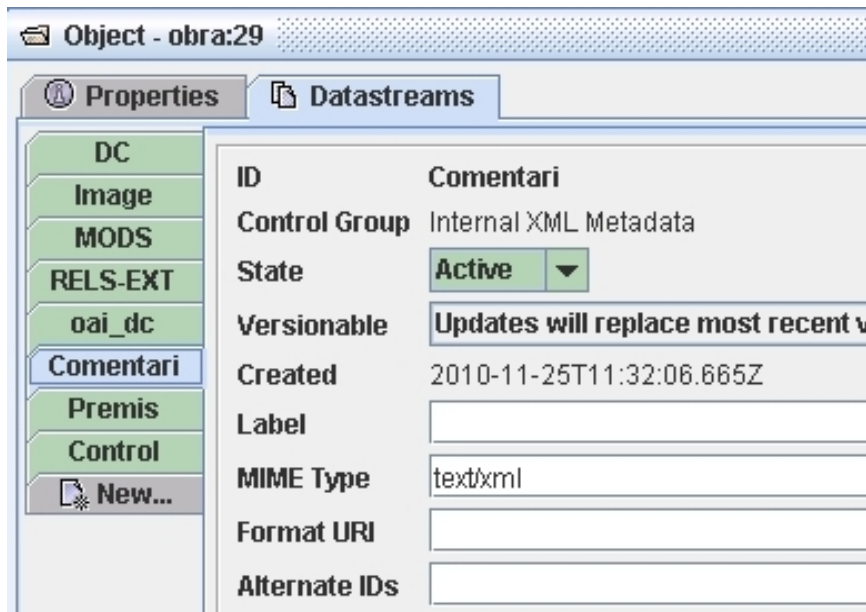 Object - obra:29
Properties
Datastreams
DC
Image
MODS
RELS-EXT
oai_dc
Comentari
Premis
Control
New...
ID Comentari
Control Group Internal XML Metadata
State Active
Versionable Updates will replace most recent
Created 2010-11-25T11:32:06.665Z
Label
MIME Type text/xml
Format URI
Alternate IDs